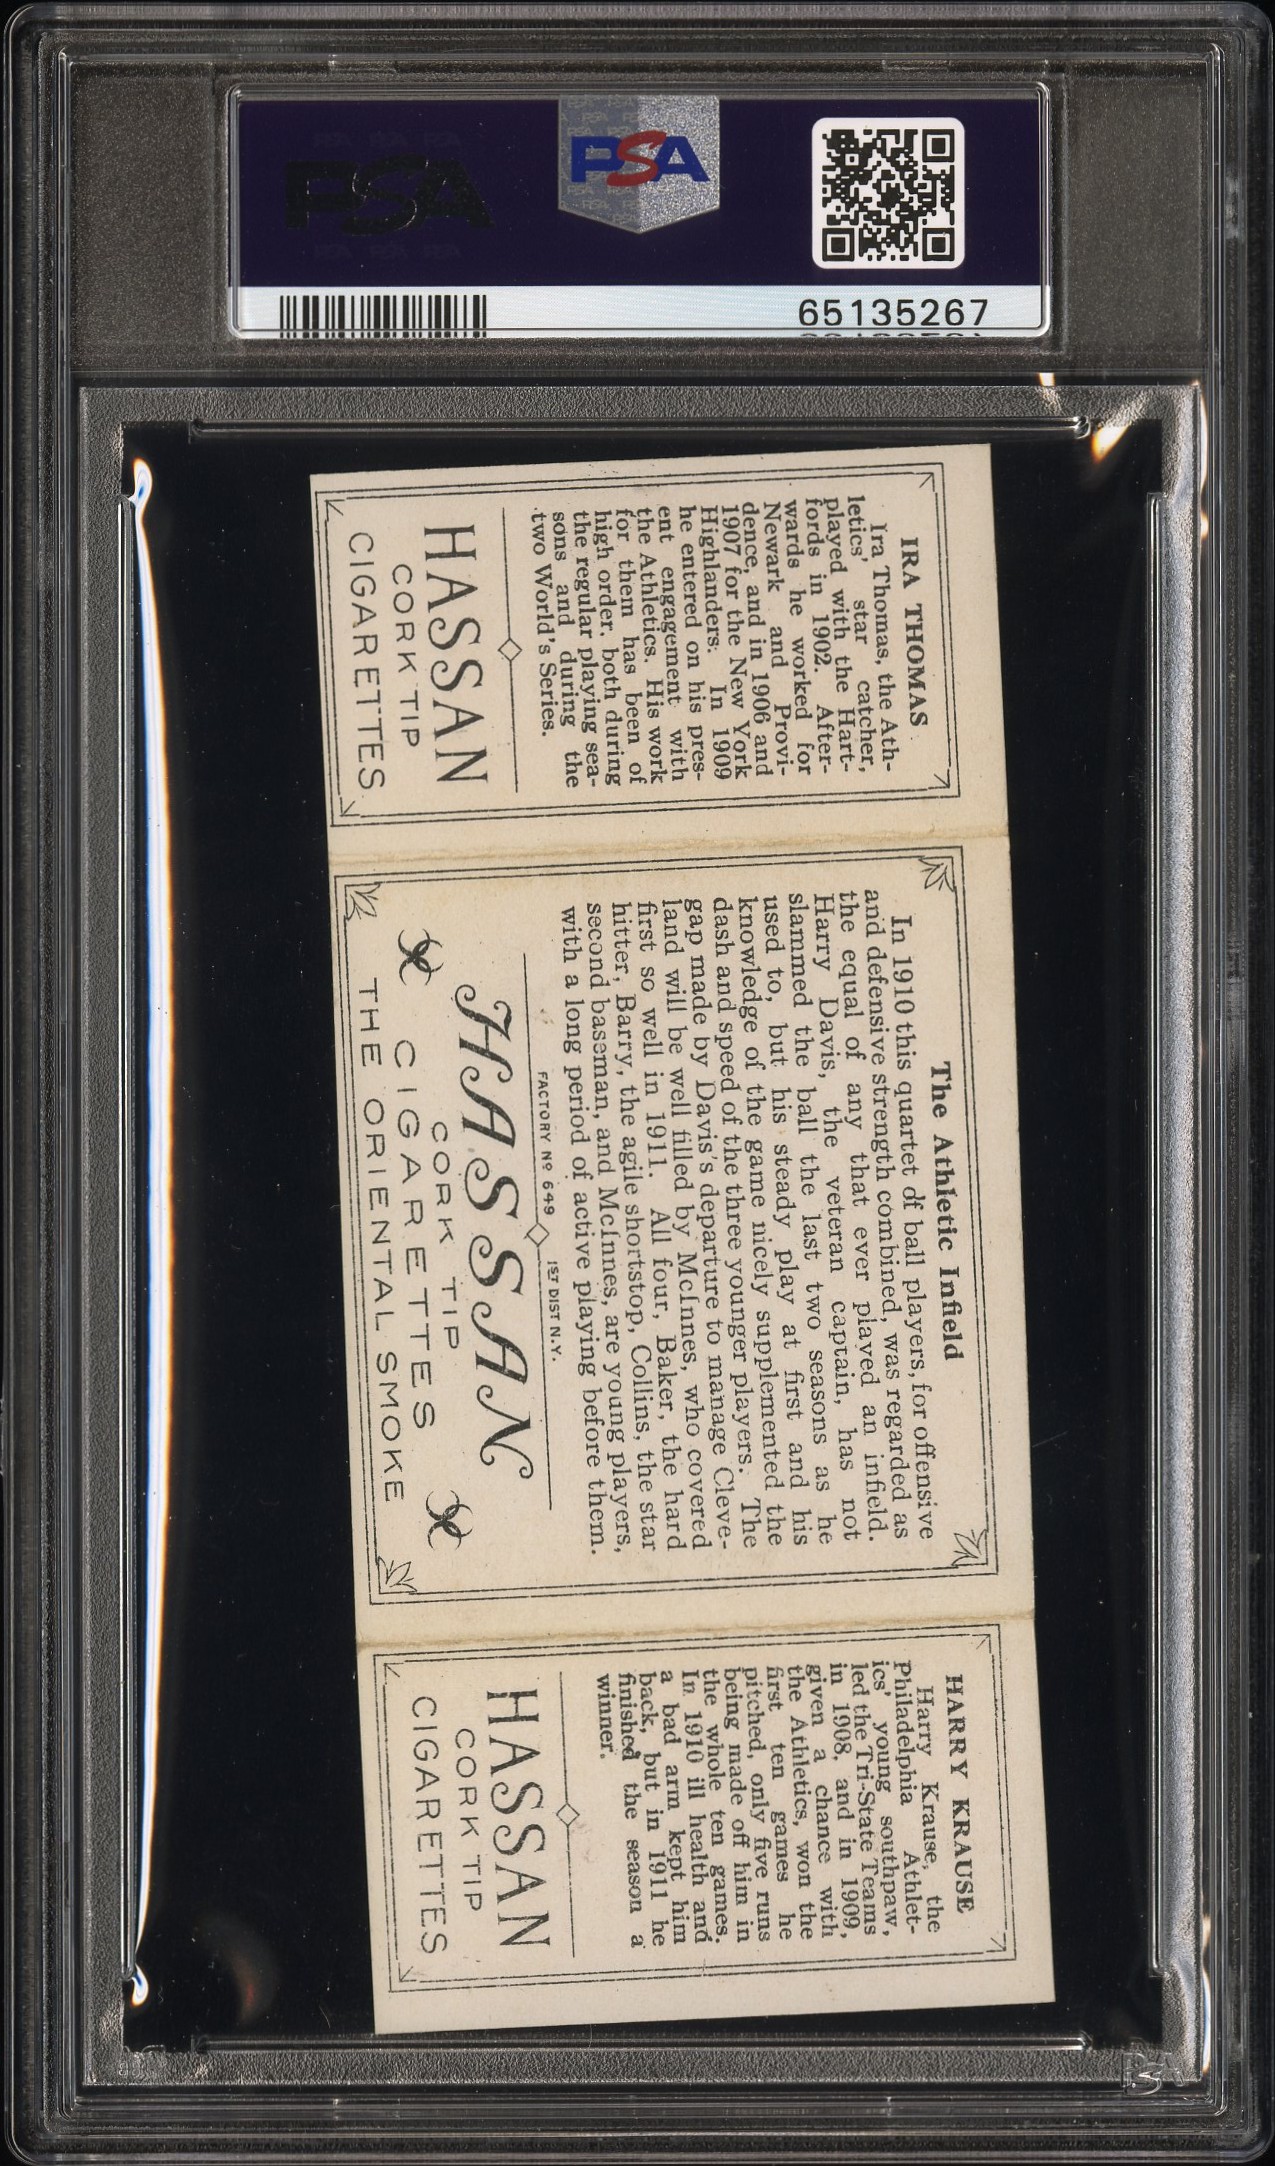 PSA
PSA
65135267
IRA THOMAS
Ira Thomas, the Ath-
letics' star catcher,
played with the Hart-
fords in 1902. After-
wards he worked for
Newark and Provi-
dence, and in 1906 and
1907 for the New York
Highlanders. In 1909
he entered on his pres-
ent engagement with
the Athletics. His work
for them has been of
high order, both during
the regular playing sea-
sons and during the
two World's Series.
HASSAN
CORK TIP
CIGARETTES
The Athletic Infield
In 1910 this quartet of ball players, for offensive
and defensive strength combined, was regarded as
the equal of any that ever played an infield.
Harry Davis, the veteran captain, has not
slammed the ball the last two seasons as he
used to, but his steady play at first and his
knowledge of the game nicely supplemented the
dash and speed of the three younger players. The
gap made by Davis's departure to manage Cleve-
land will be well filled by McInnes, who covered
first so well in 1911. All four, Baker, the hard
hitter, Barry, the agile shortstop, Collins, the star
second baseman, and McInnes, are young players,
with a long period of active playing before them.
FACTORY Nº 649 1ST DIST N.Y.
HASSAN
CORK TIP
CIGARETTES
THE ORIENTAL SMOKE
HARRY KRAUSE
Harry Krause, the
Philadelphia Athlet-
ics' young southpaw,
led the Tri-State Teams
in 1908, and in 1909,
given a chance with
the Athletics, won the
first ten games he
pitched, only five runs
being made off him in
the whole ten games.
In 1910 ill health and
a bad arm kept him
back, but in 1911 he
finished the season a
winner.
HASSAN
CORK TIP
CIGARETTES
PSA